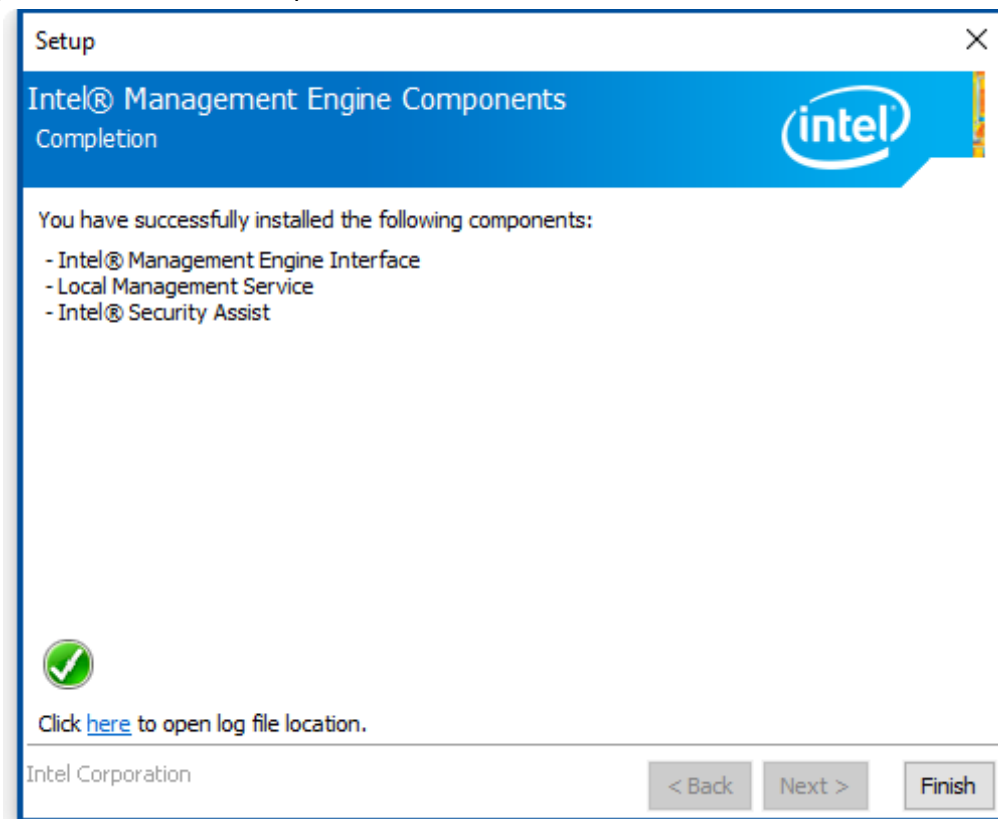 Setup
Intel® Management Engine Components
Completion
intel
You have successfully installed the following components:
- Intel® Management Engine Interface
- Local Management Service
- Intel® Security Assist
Click here to open log file location.
Intel Corporation
< Back Next > Finish